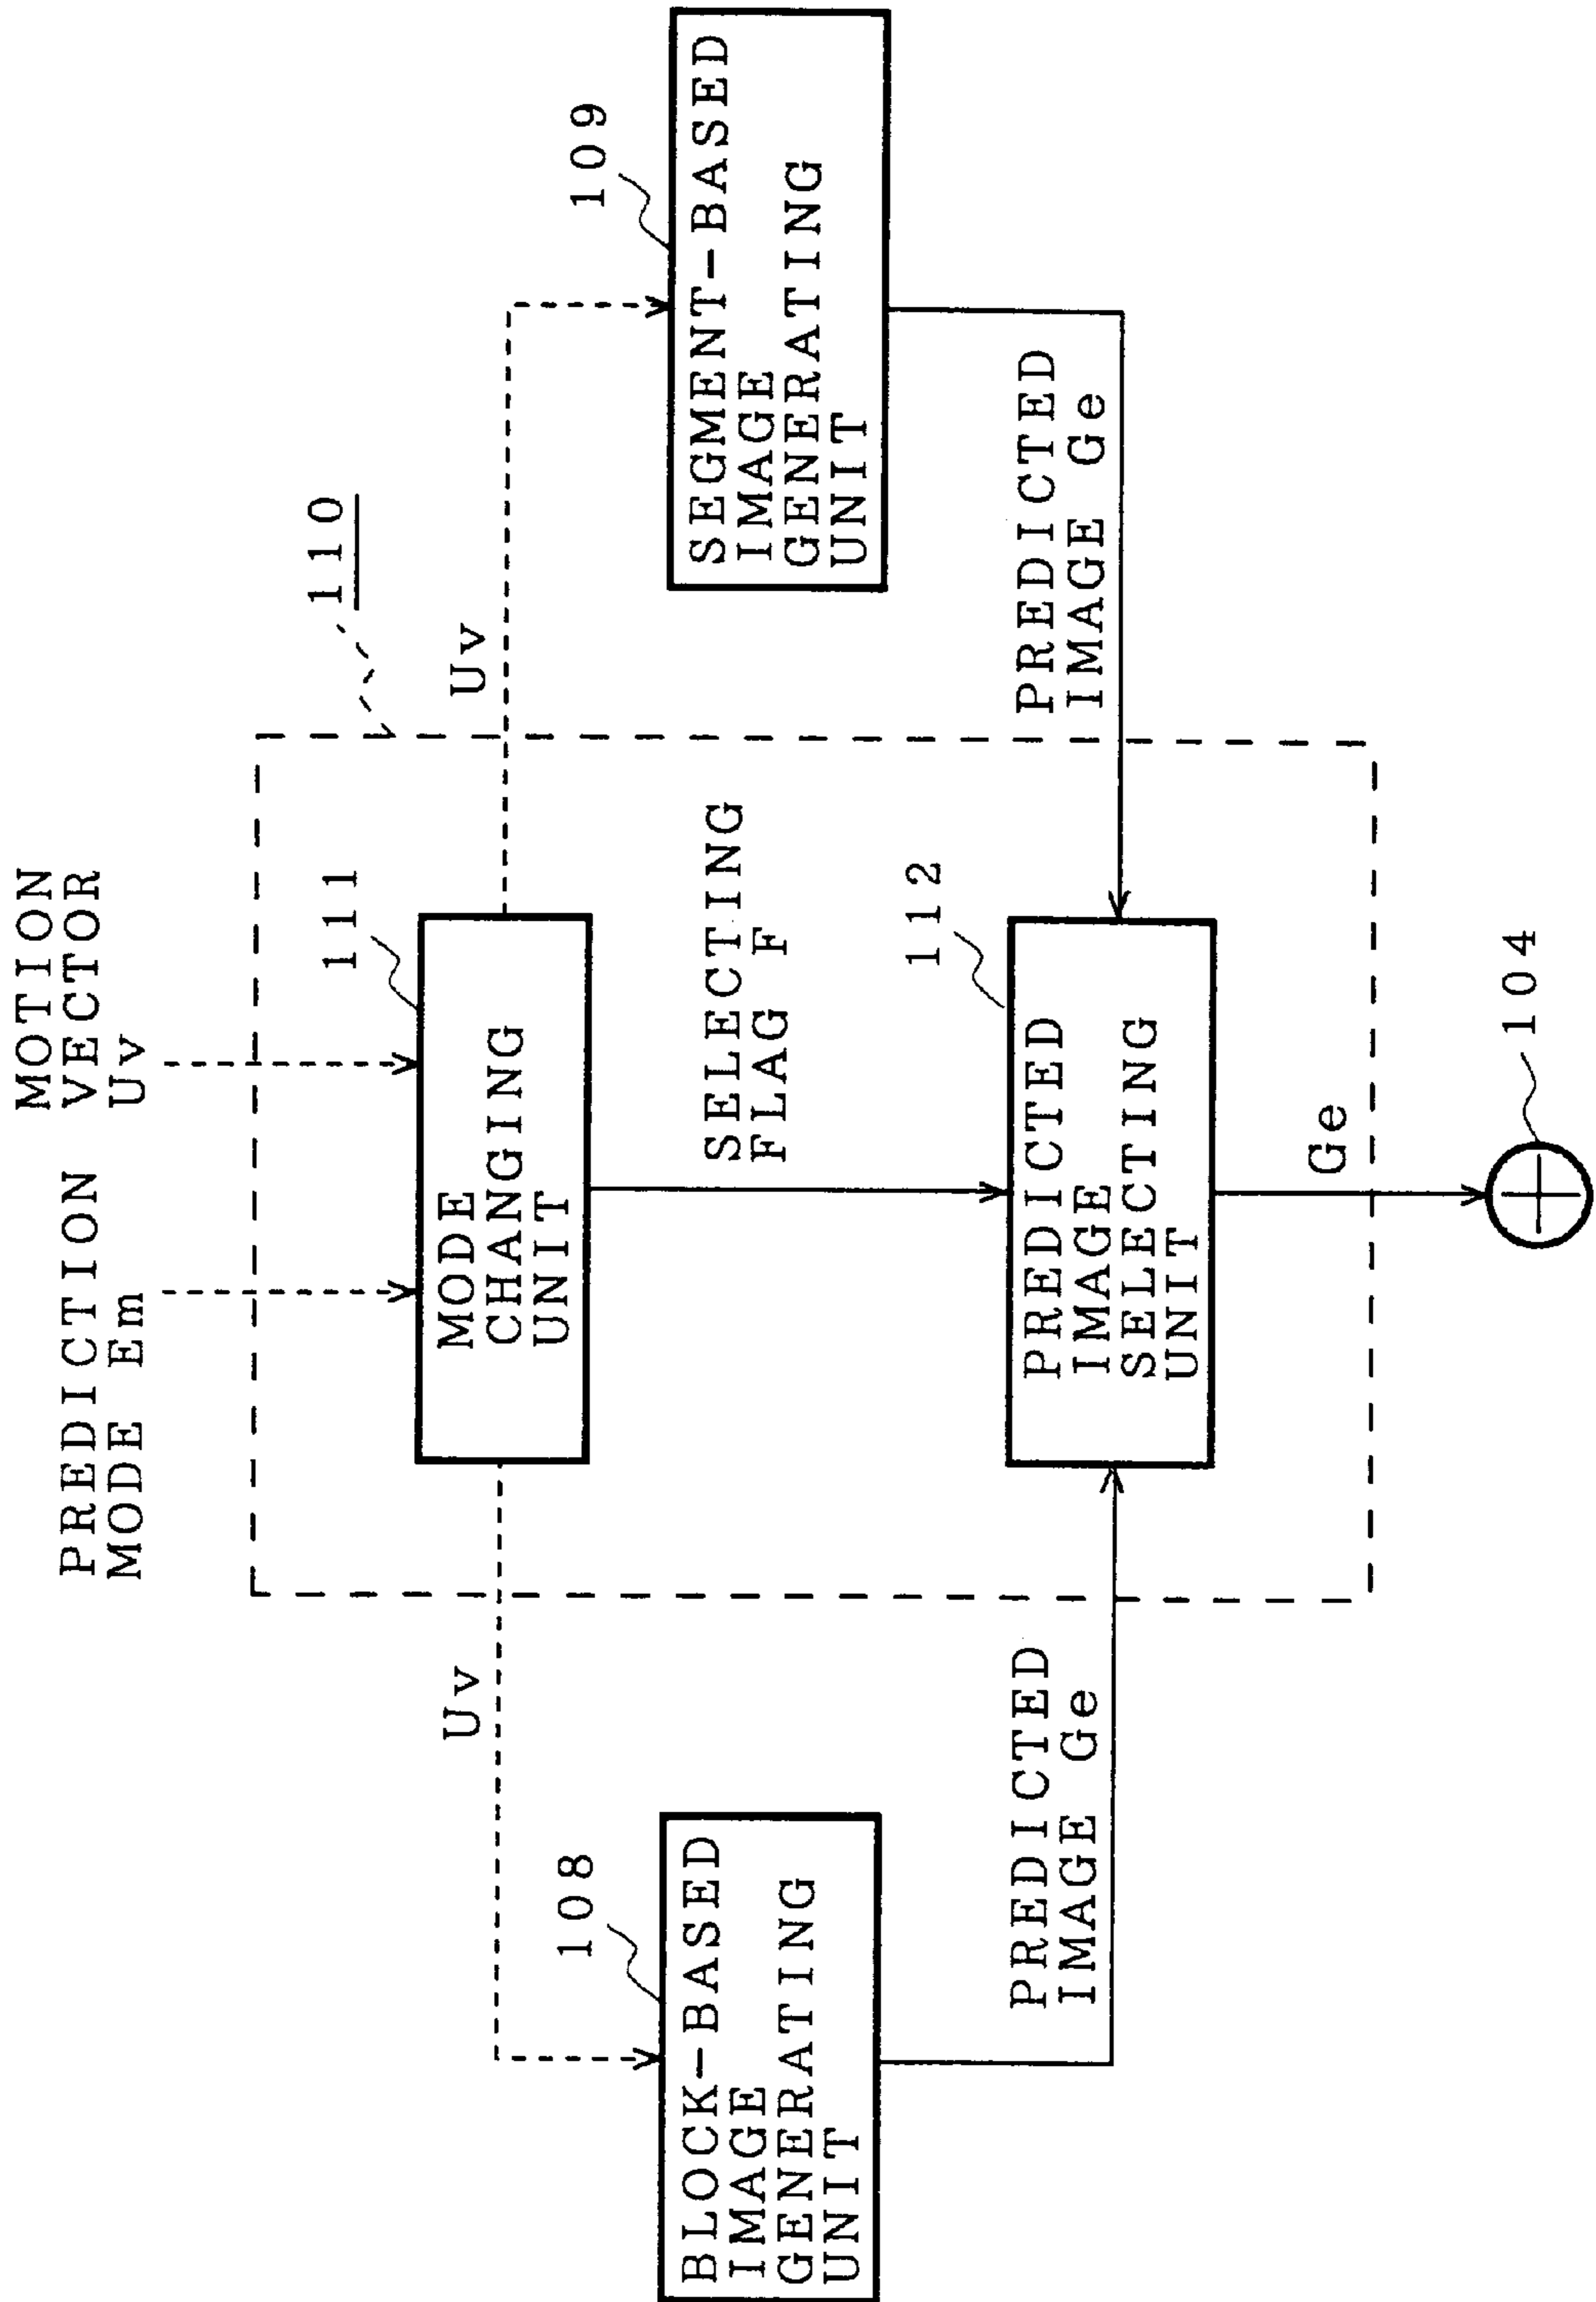 PREDICTION
MODE Em
MOTION
VECTOR
Uv
110
111
MODE
CHANGING
UNIT
Uv
Uv
108
BLOCK-BASED
IMAGE
GENERATING
UNIT
SELECTING
FLAG F
109
SEGMENT-BASED
IMAGE
GENERATING
UNIT
PREDICTED
IMAGE Ge
112
PREDICTED
IMAGE
SELECTING
UNIT
PREDICTED
IMAGE Ge
Ge
104